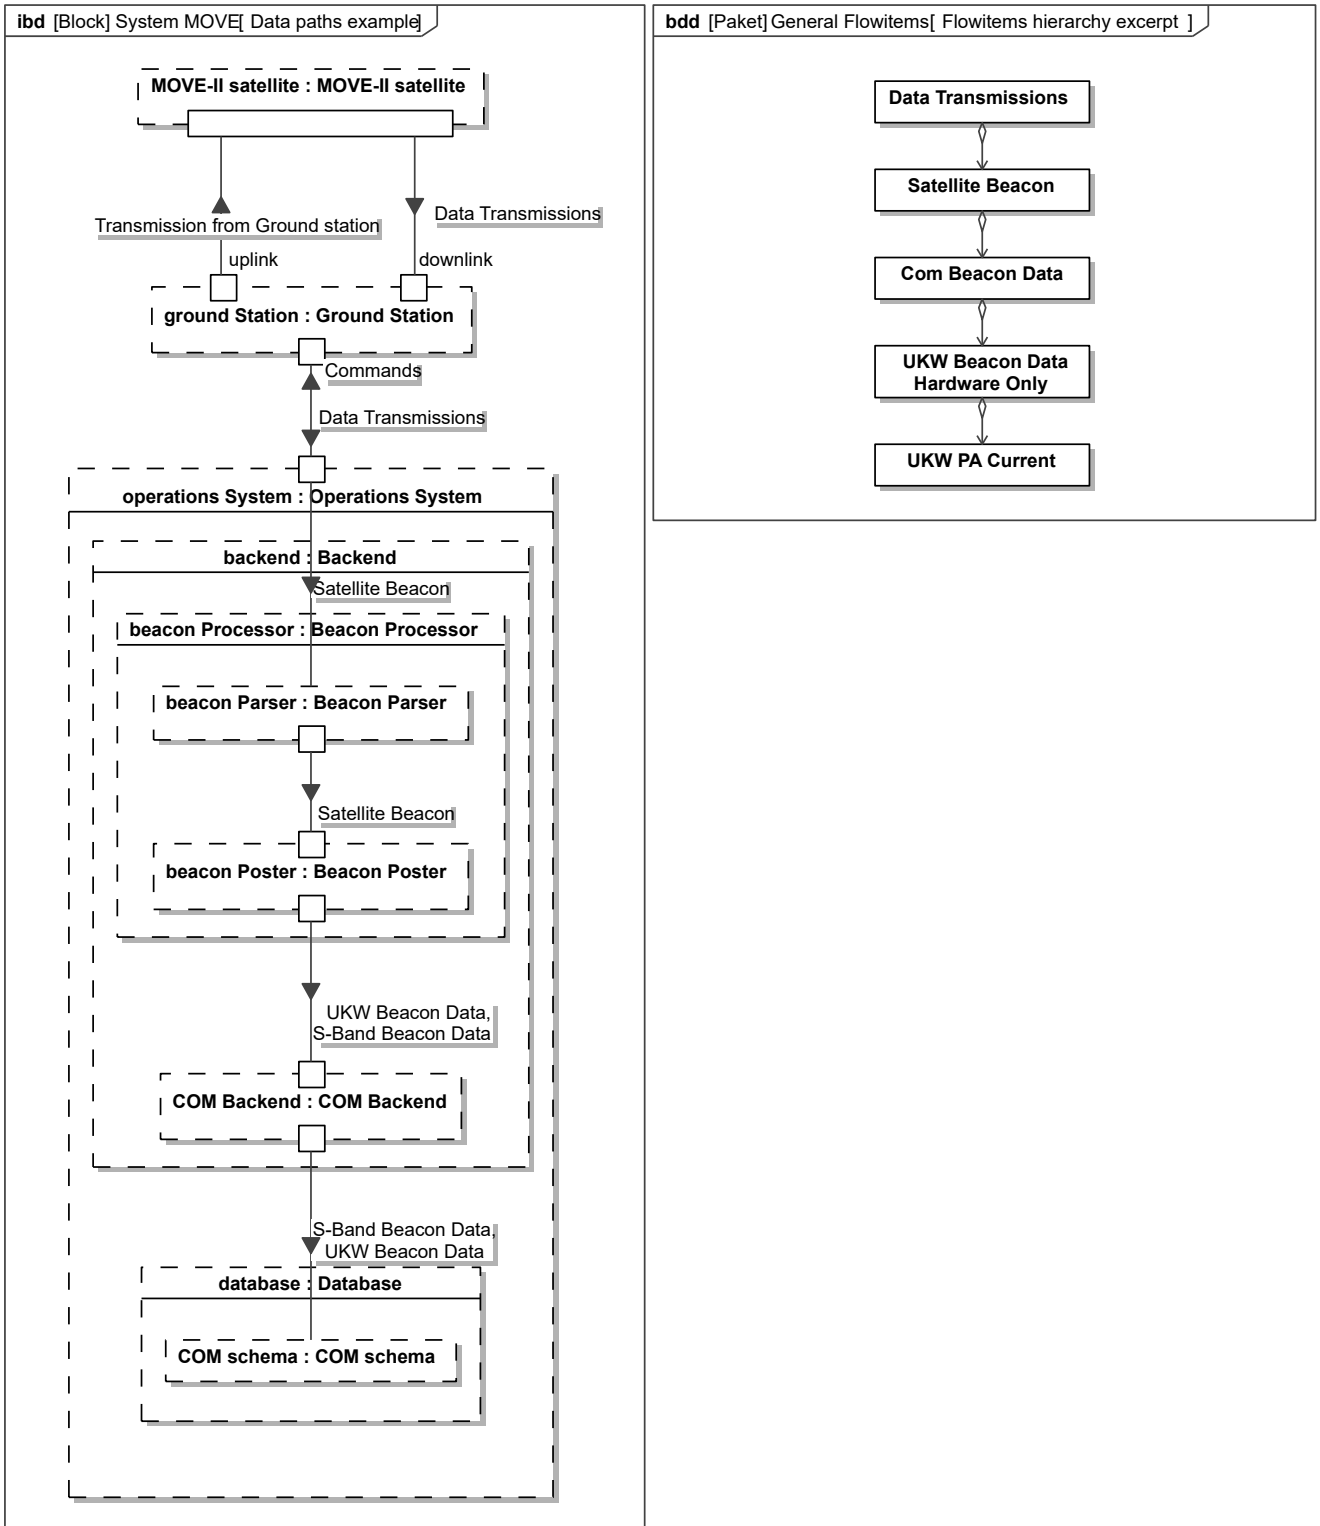 ibd [Block] System MOVE[ Data paths example]
MOVE-II satellite : MOVE-II satellite
Transmission from Ground station
Data Transmissions
uplink
downlink
ground Station : Ground Station
Commands
Data Transmissions
operations System : Operations System
backend : Backend
Satellite Beacon
beacon Processor : Beacon Processor
beacon Parser : Beacon Parser
Satellite Beacon
beacon Poster : Beacon Poster
UKW Beacon Data,
S-Band Beacon Data
COM Backend : COM Backend
S-Band Beacon Data,
UKW Beacon Data
database : Database
COM schema : COM schema
bdd [Paket] General Flowitems[ Flowitems hierarchy excerpt ]
Data Transmissions
Satellite Beacon
Com Beacon Data
UKW Beacon Data
Hardware Only
UKW PA Current